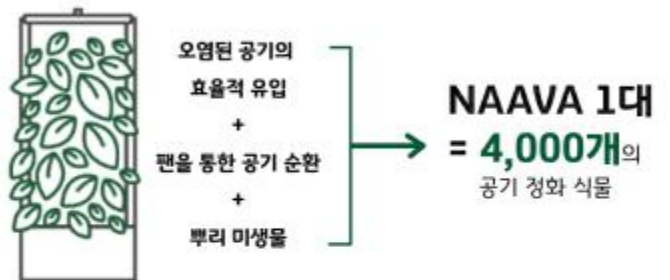 오염된 공기의
효율적 유입
+
팬을 통한 공기 순환
+
뿌리 미생물
NAAVA 1대
= 4,000개의
공기 정화 식물